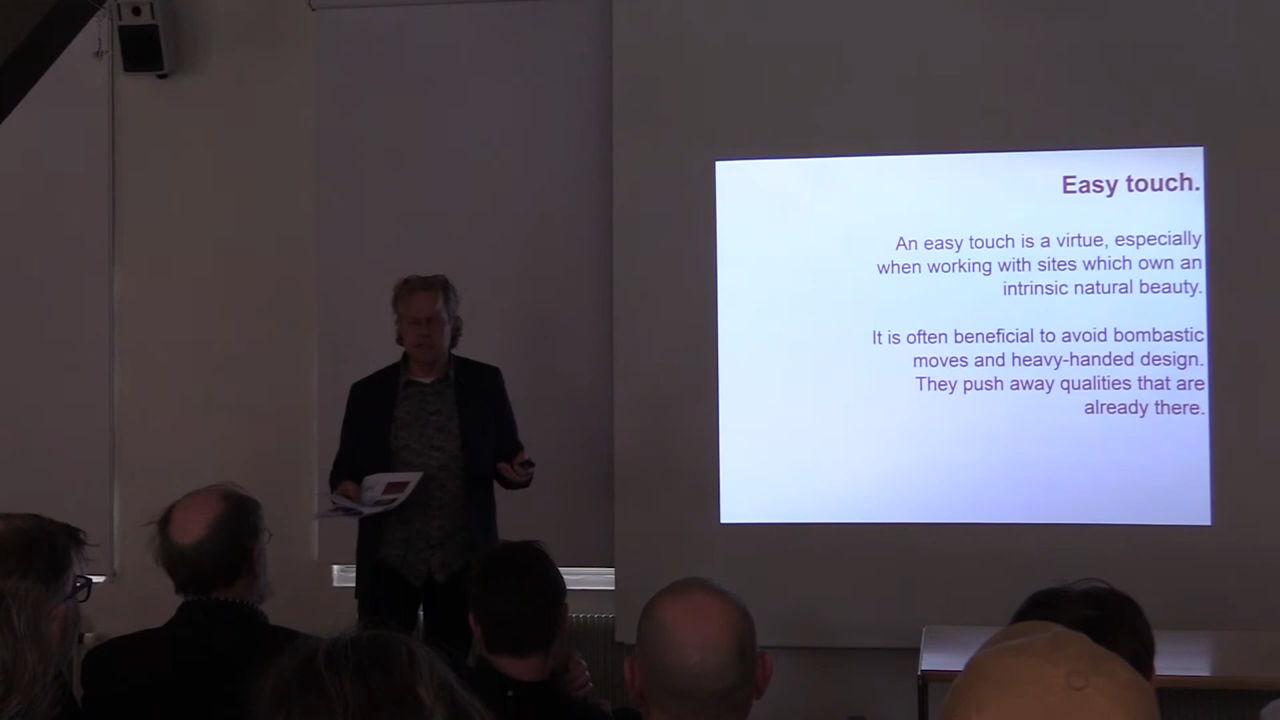 Easy touch.
An easy touch is a virtue, especially
when working with sites which own an
intrinsic natural beauty.
It is often beneficial to avoid bombastic
moves and heavy-handed design.
They push away qualities that are
already there.